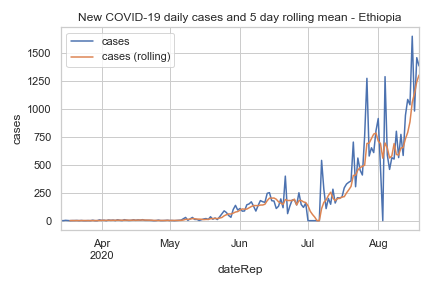 New COVID-19 daily cases and 5 day rolling mean - Ethiopia
cases
cases (rolling)
1500
1250
1000
750
500
250
0
cases
Apr
2020
May
Jun
Jul
Aug
dateRep